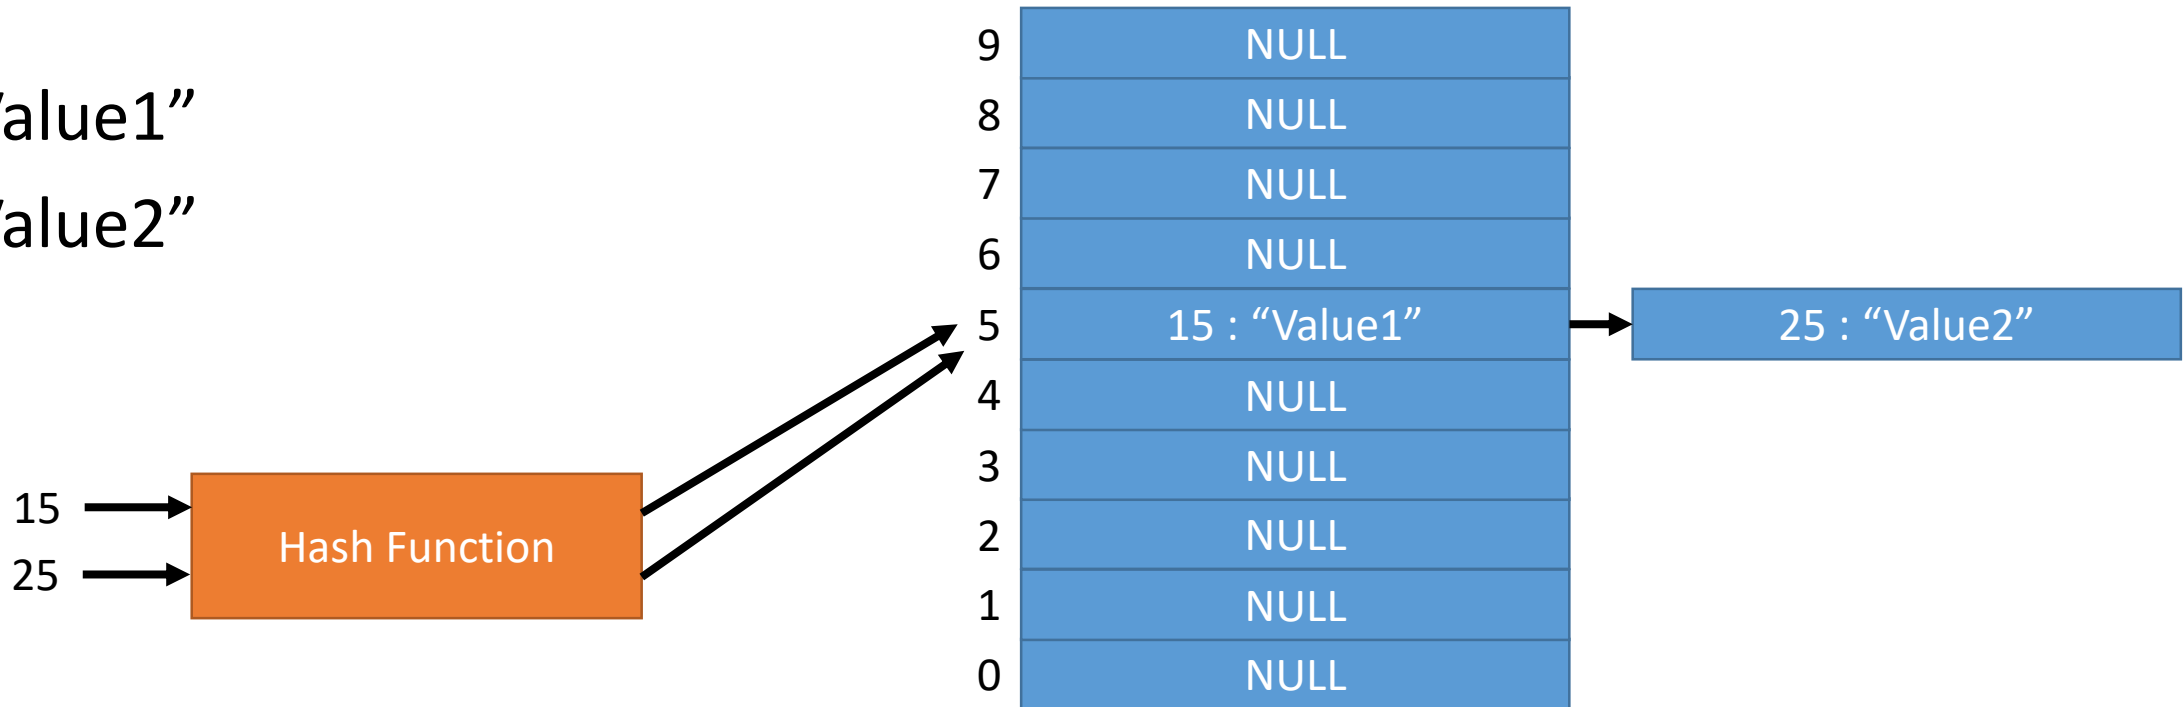 alue1”
alue2”
15
25
Hash Function
9 NULL
8 NULL
7 NULL
6 NULL
5 15 : “Value1” 25 : “Value2”
4 NULL
3 NULL
2 NULL
1 NULL
0 NULL